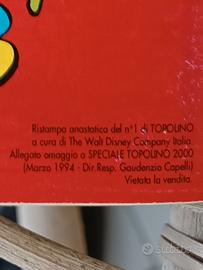 Ristampa anastatica del n°1 di TOPOLINO
a cura di The Walt Disney Company Italia.
Allegato omaggio a SPECIALE TOPOLINO 2000
(Marzo 1994 - Dir.Resp. Gaudenzio Capelli)
Vietata la vendita.
subito